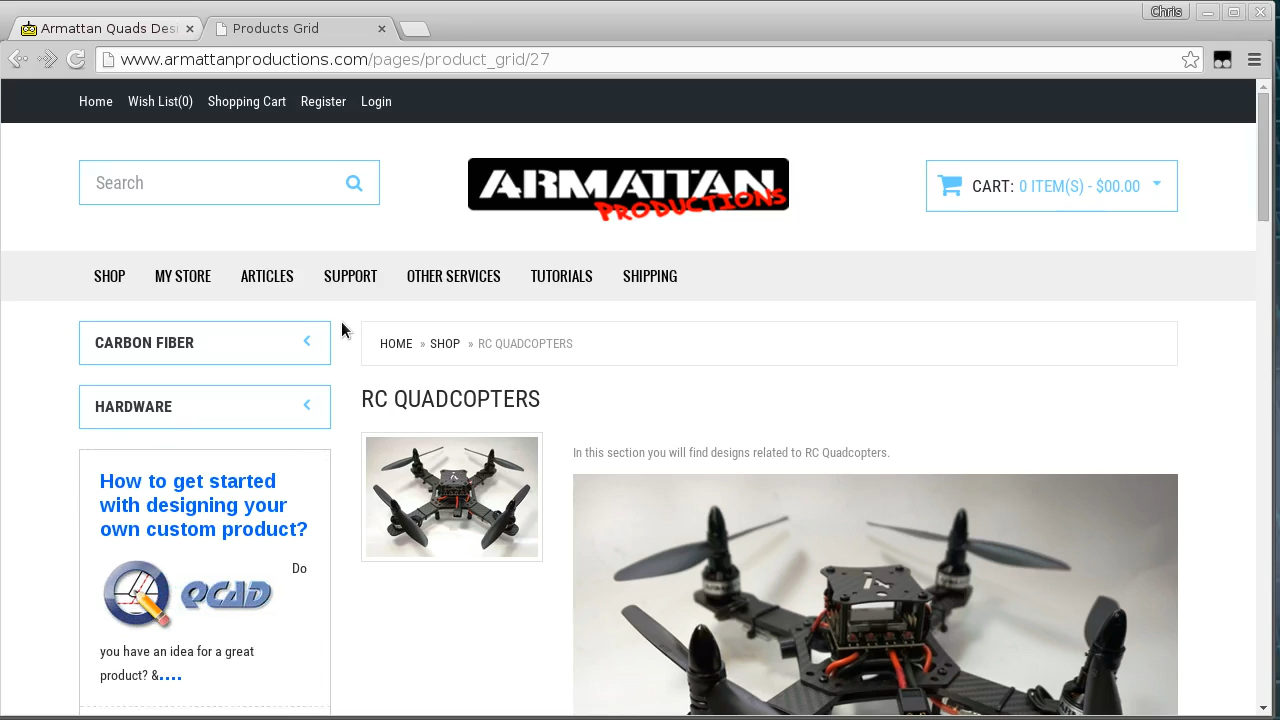 Chris
Armattan Quads Des
Products Grid
www.armattanproductions.com/pages/product_grid/27
Home Wish List(0) Shopping Cart Register Login
Search
ARMATTAN
PRODUCTIONS
CART: 0 ITEM(S) - $00.00
SHOP MY STORE ARTICLES SUPPORT OTHER SERVICES TUTORIALS SHIPPING
CARBON FIBER
HARDWARE
HOME » SHOP » RC QUADCOPTERS
RC QUADCOPTERS
In this section you will find designs related to RC Quadcopters.
How to get started
with designing your
own custom product?
QCAD
Do
you have an idea for a great
product? &....